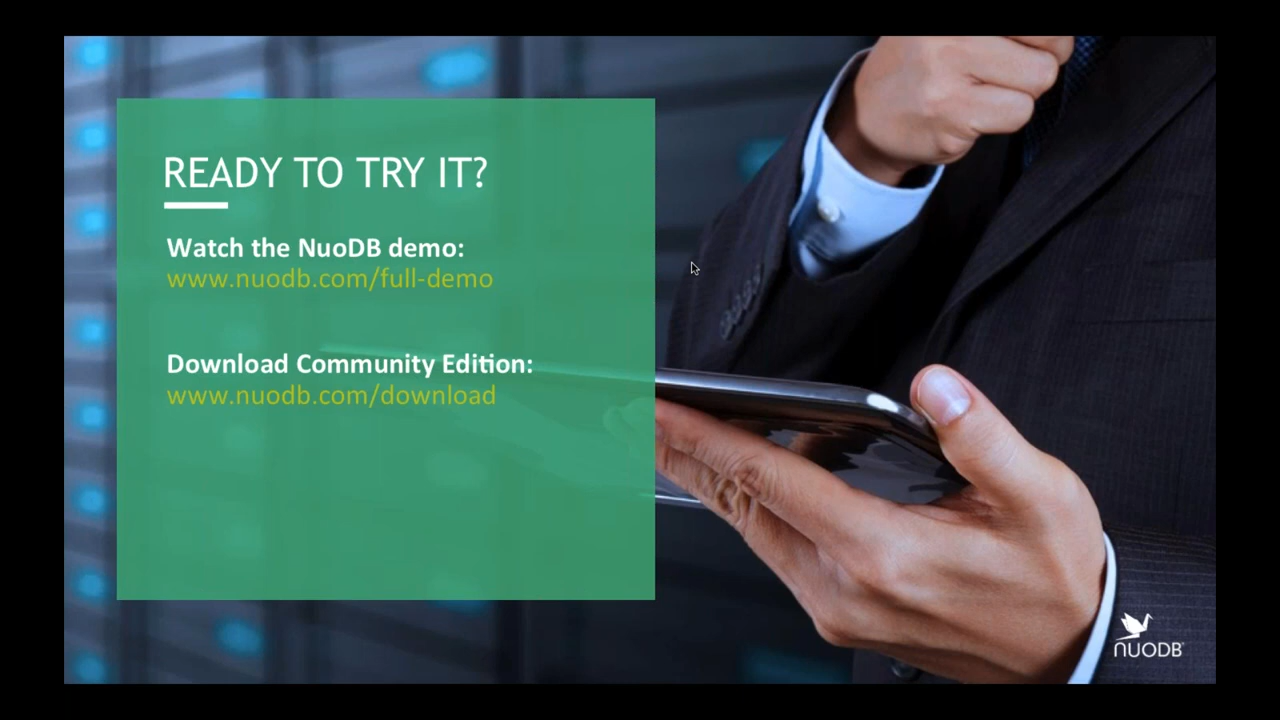 READY TO TRY IT?
Watch the NuoDB demo:
www.nuodb.com/full-demo
Download Community Edition:
www.nuodb.com/download
NUODB